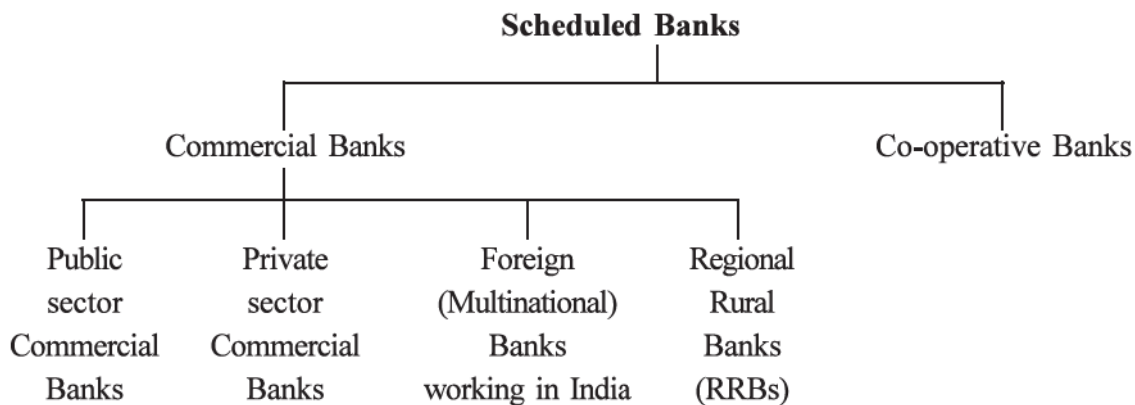 Scheduled Banks
Commercial Banks
Co-operative Banks
Public
sector
Commercial
Banks
Private
sector
Commercial
Banks
Foreign
(Multinational)
Banks
working in India
Regional
Rural
Banks
(RRBs)